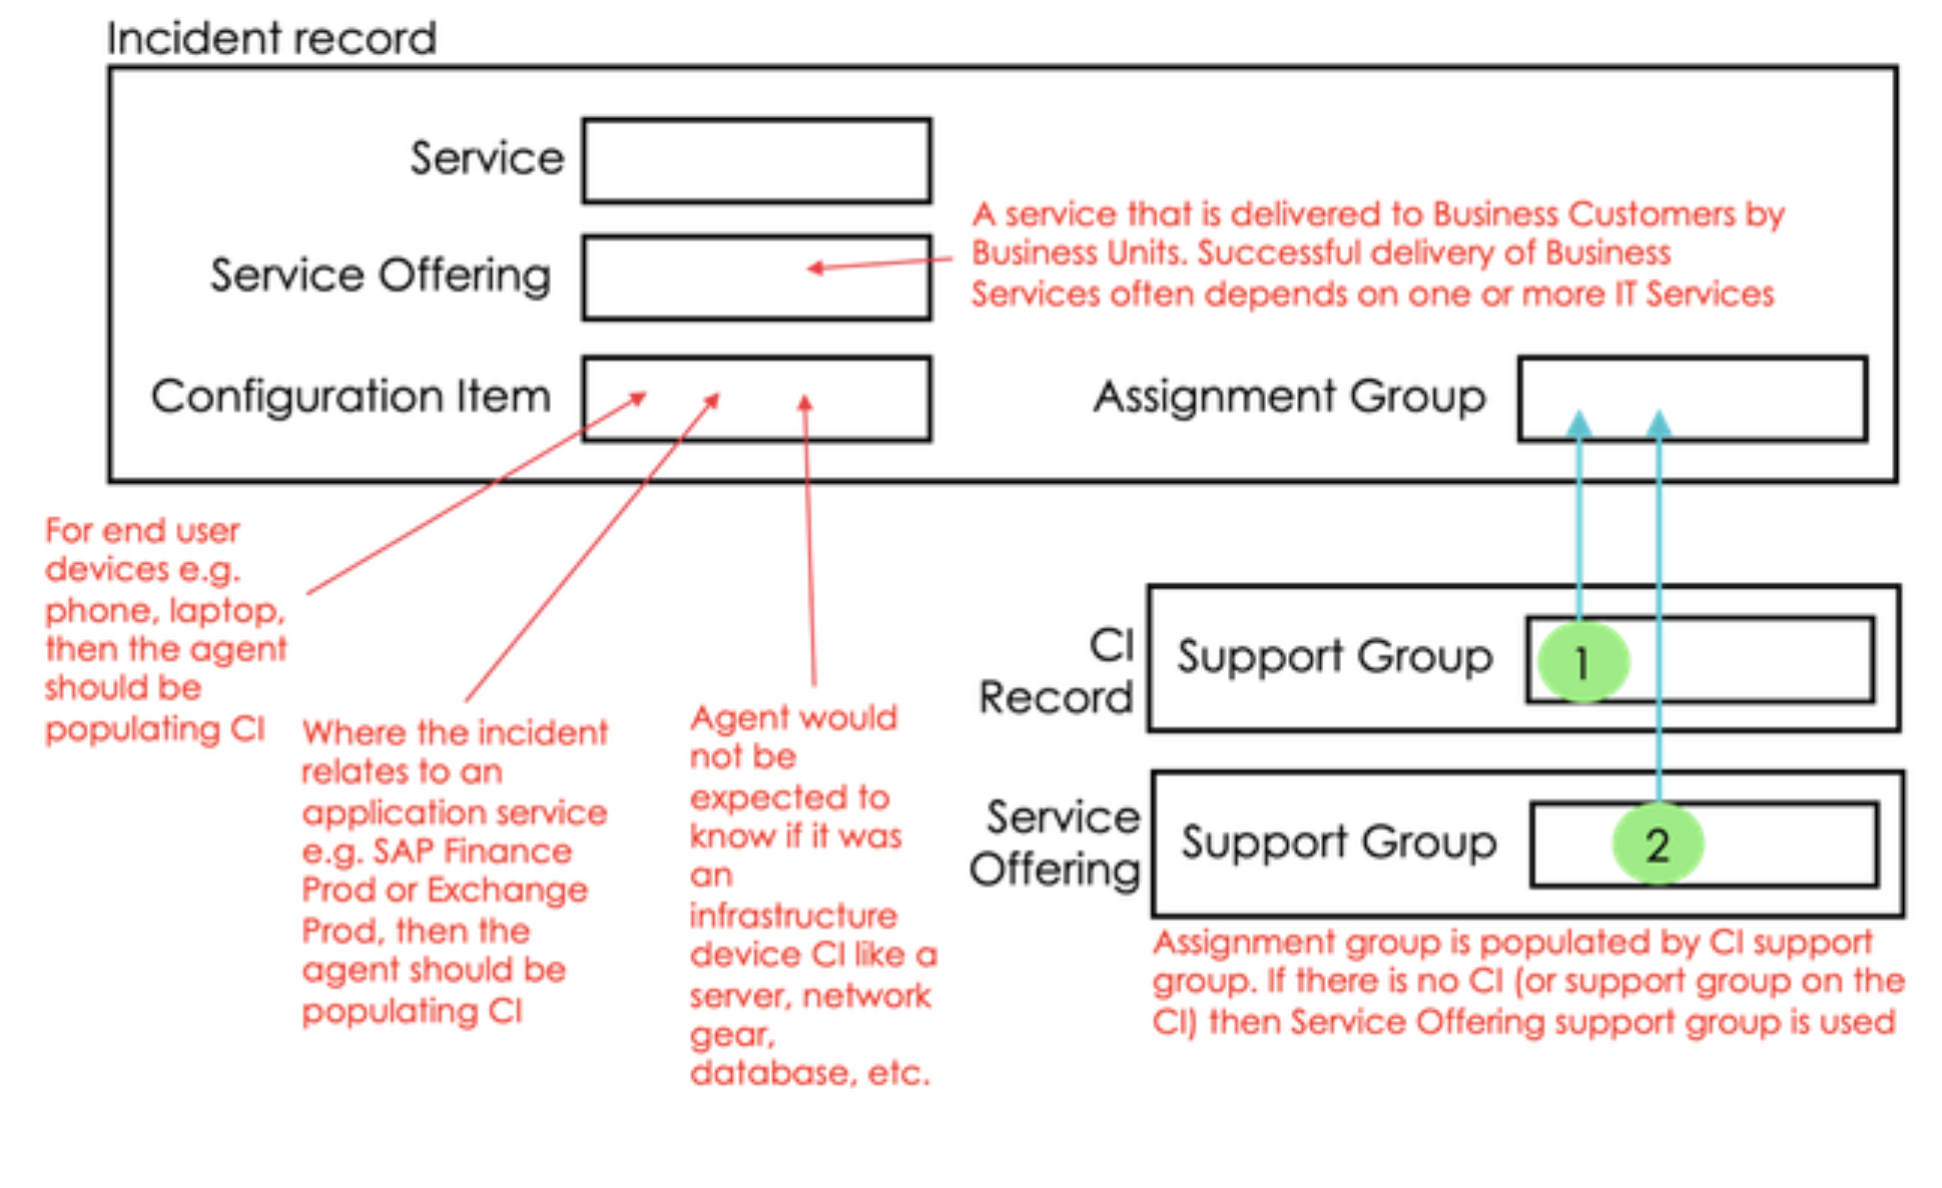 Incident record
Service
A service that is delivered to Business Customers by
Business Units. Successful delivery of Business
Services often depends on one or more IT Services
Service Offering
Configuration Item
Assignment Group
For end user
devices e.g.
phone, laptop,
then the agent
should be
populating CI
Where the incident
relates to an
application service
e.g. SAP Finance
Prod or Exchange
Prod, then the
agent should be
populating CI
Agent would
not be
expected to
know if it was
an
infrastructure
device CI like a
server, network
gear,
database, etc.
CI
Record
Support Group
1
Service
Offering
Support Group
2
Assignment group is populated by CI support
group. If there is no CI (or support group on the
CI) then Service Offering support group is used